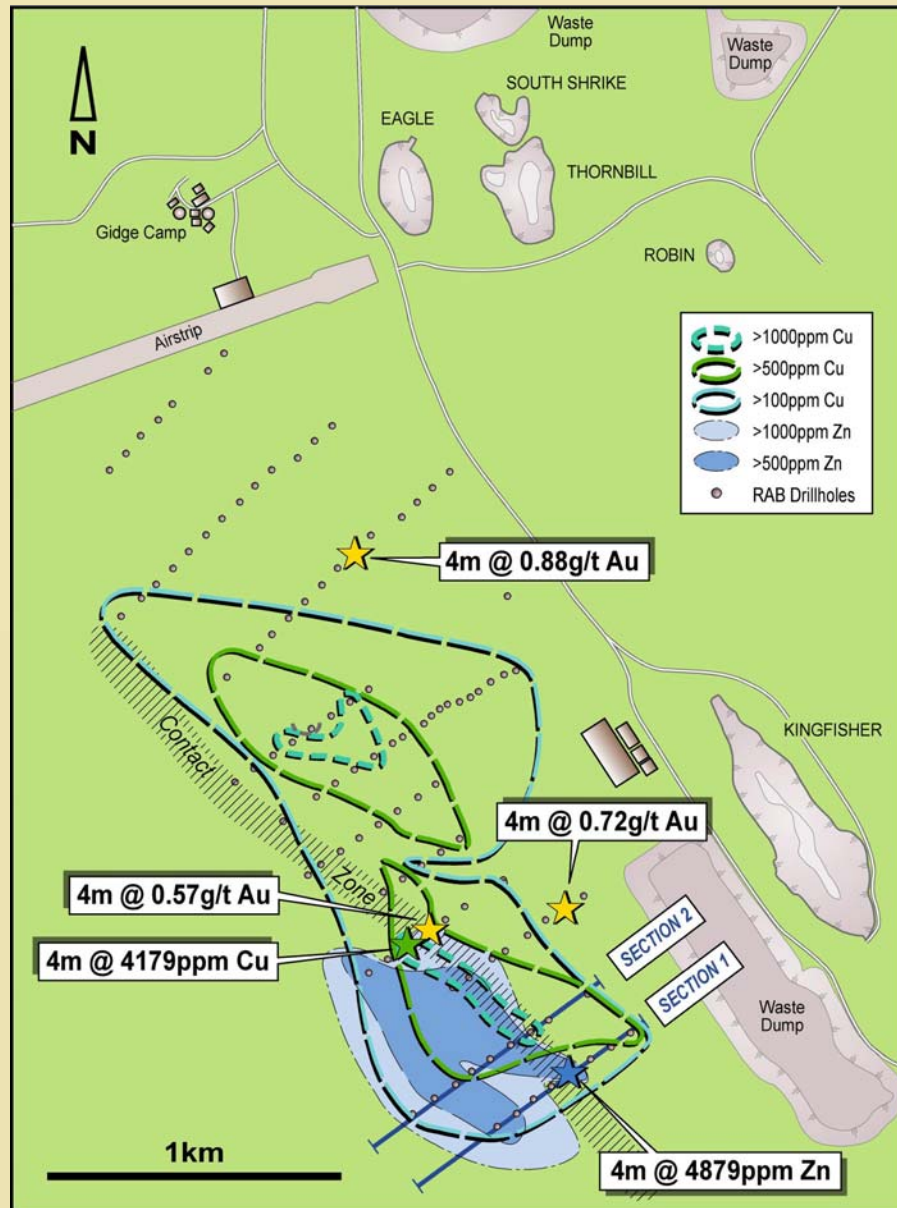 Waste
Dump
Waste
Dump
SOUTH SHRIKE
EAGLE
N
THORNBILL
Gidge Camp
ROBIN
Airstrip
>1000ppm Cu
>500ppm Cu
>100ppm Cu
>1000ppm Zn
>500ppm Zn
RAB Drillholes
4m @ 0.88g/t Au
Contact
Zone
KINGFISHER
4m @ 0.72g/t Au
4m @ 0.57g/t Au
4m @ 4179ppm Cu
SECTION 2
SECTION 1
Waste
Dump
1km
4m @ 4879ppm Zn